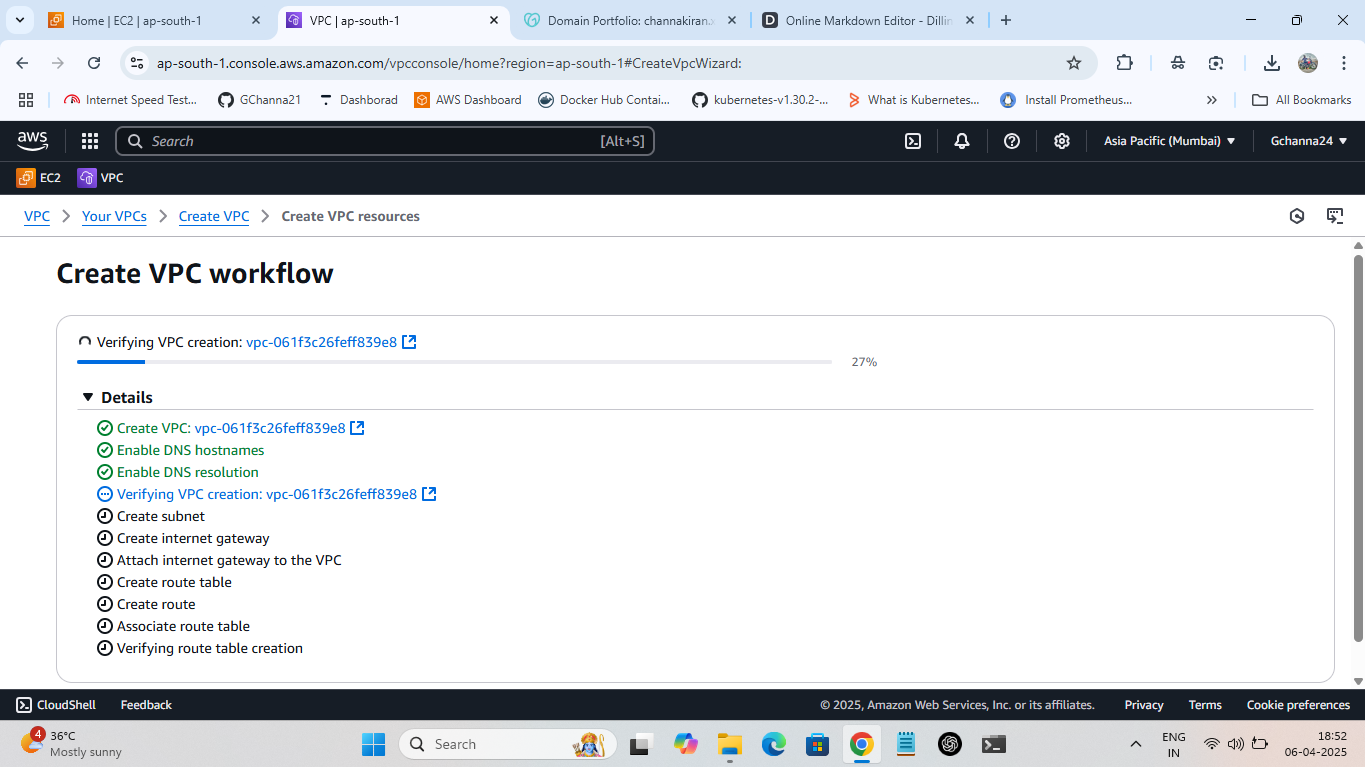 Home | EC2 | ap-south-1
VPC | ap-south-1
Domain Portfolio: channakiran.x
Online Markdown Editor - Dillin
ap-south-1.console.aws.amazon.com/vpcconsole/home?region=ap-south-1#CreateVpcWizard:
Internet Speed Test...
GChanna21
Dashborad
AWS Dashboard
Docker Hub Contai...
kubernetes-v1.30.2-...
What is Kubernetes...
Install Prometheus...
All Bookmarks
aws
Search
[Alt+S]
Asia Pacific (Mumbai)
Gchanna24
EC2
VPC
VPC > Your VPCs > Create VPC > Create VPC resources
Create VPC workflow
Verifying VPC creation: vpc-061f3c26feff839e8
27%
Details
Create VPC: vpc-061f3c26feff839e8
Enable DNS hostnames
Enable DNS resolution
Verifying VPC creation: vpc-061f3c26feff839e8
Create subnet
Create internet gateway
Attach internet gateway to the VPC
Create route table
Create route
Associate route table
Verifying route table creation
CloudShell
Feedback
© 2025, Amazon Web Services, Inc. or its affiliates.
Privacy
Terms
Cookie preferences
4
36°C
Mostly sunny
Search
ENG
IN
18:52
06-04-2025